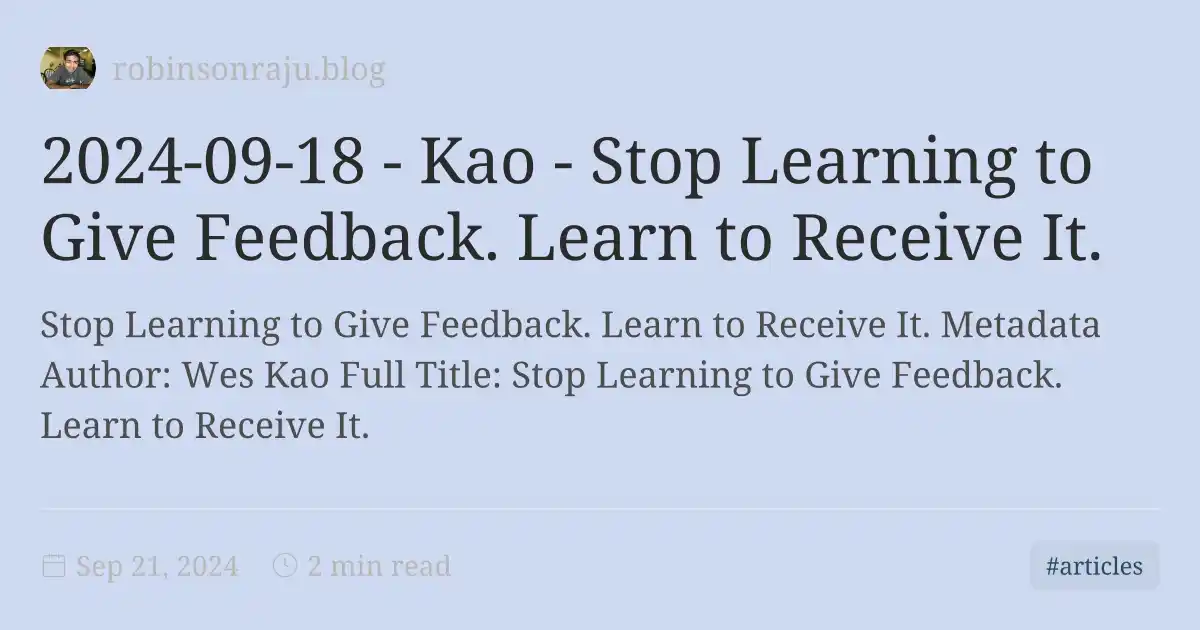 robinsonraju.blog
2024-09-18 - Kao - Stop Learning to
Give Feedback. Learn to Receive It.
Stop Learning to Give Feedback. Learn to Receive It. Metadata
Author: Wes Kao Full Title: Stop Learning to Give Feedback.
Learn to Receive It.
Sep 21, 2024 2 min read #articles